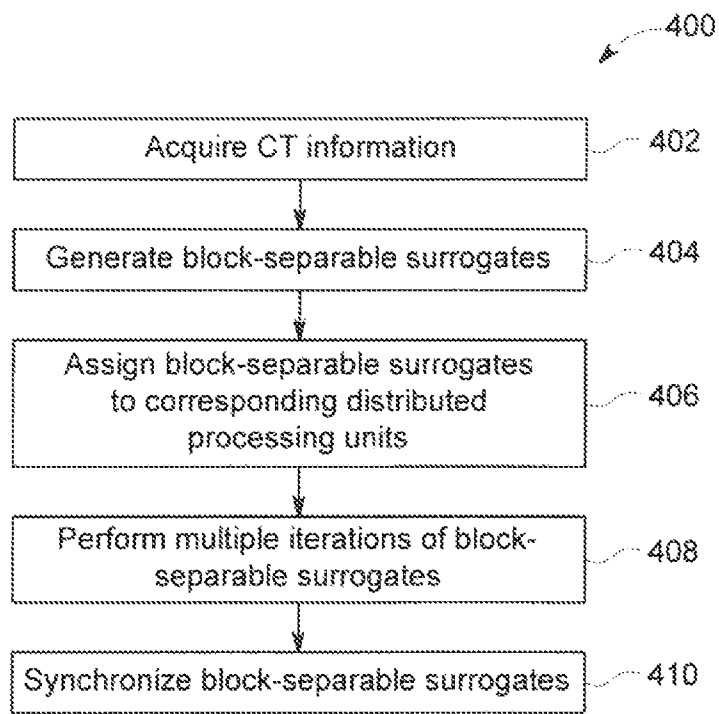 400
Acquire CT information
402
Generate block-separable surrogates
404
Assign block-separable surrogates
to corresponding distributed
processing units
406
Perform multiple iterations of block-
separable surrogates
408
Synchronize block-separable surrogates
410